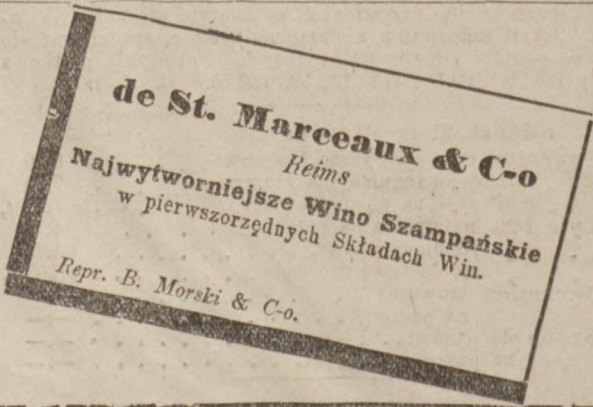 de St. Marceaux & C-o
Reims
Najwytworniejsze Wino Szampańskie
w pierwszorzędnych Składach Win.
Repr. B. Morski & C-o.